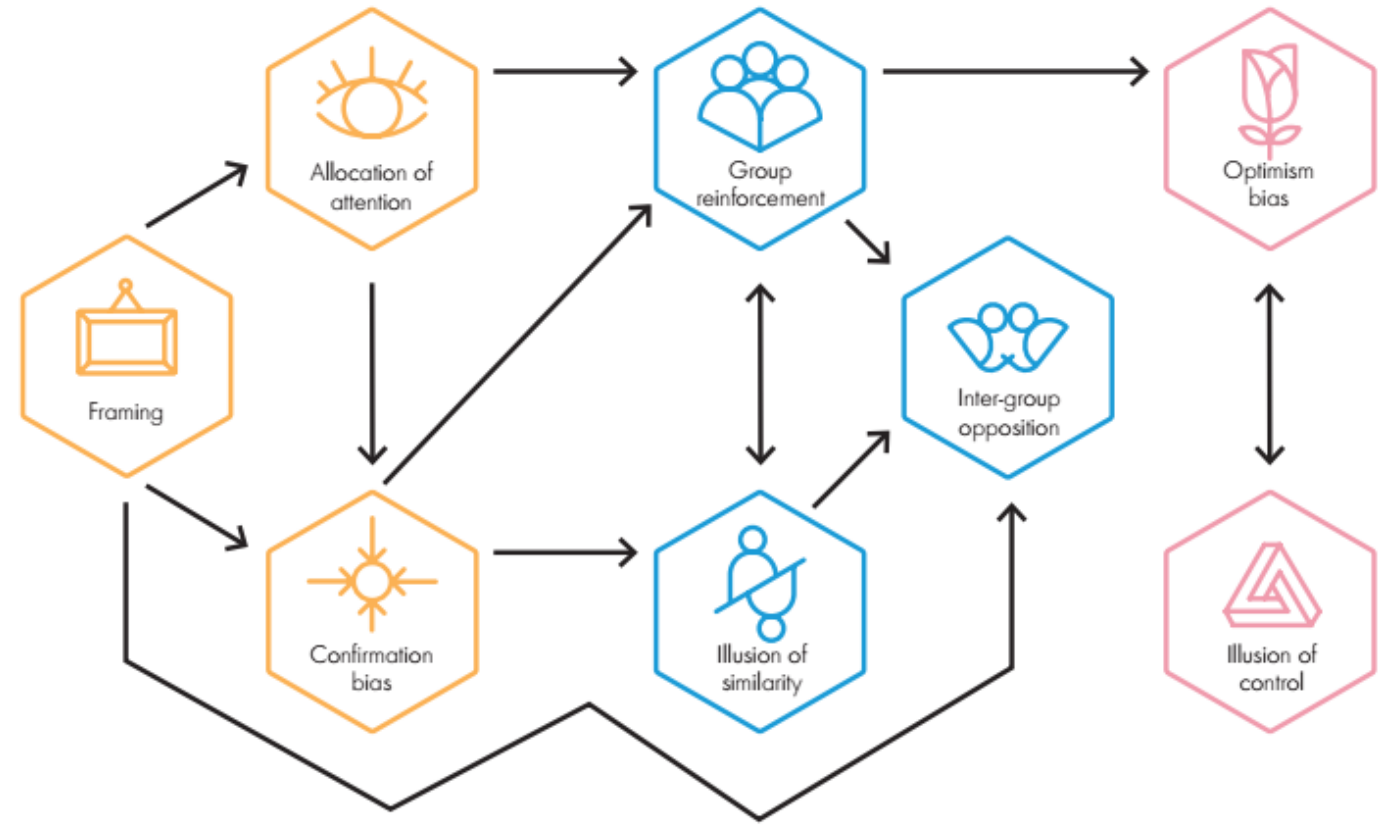 Allocation of
attention
Group
reinforcement
Optimism
bias
Framing
Inter-group
opposition
Confirmation
bias
Illusion of
similarity
Illusion of
control